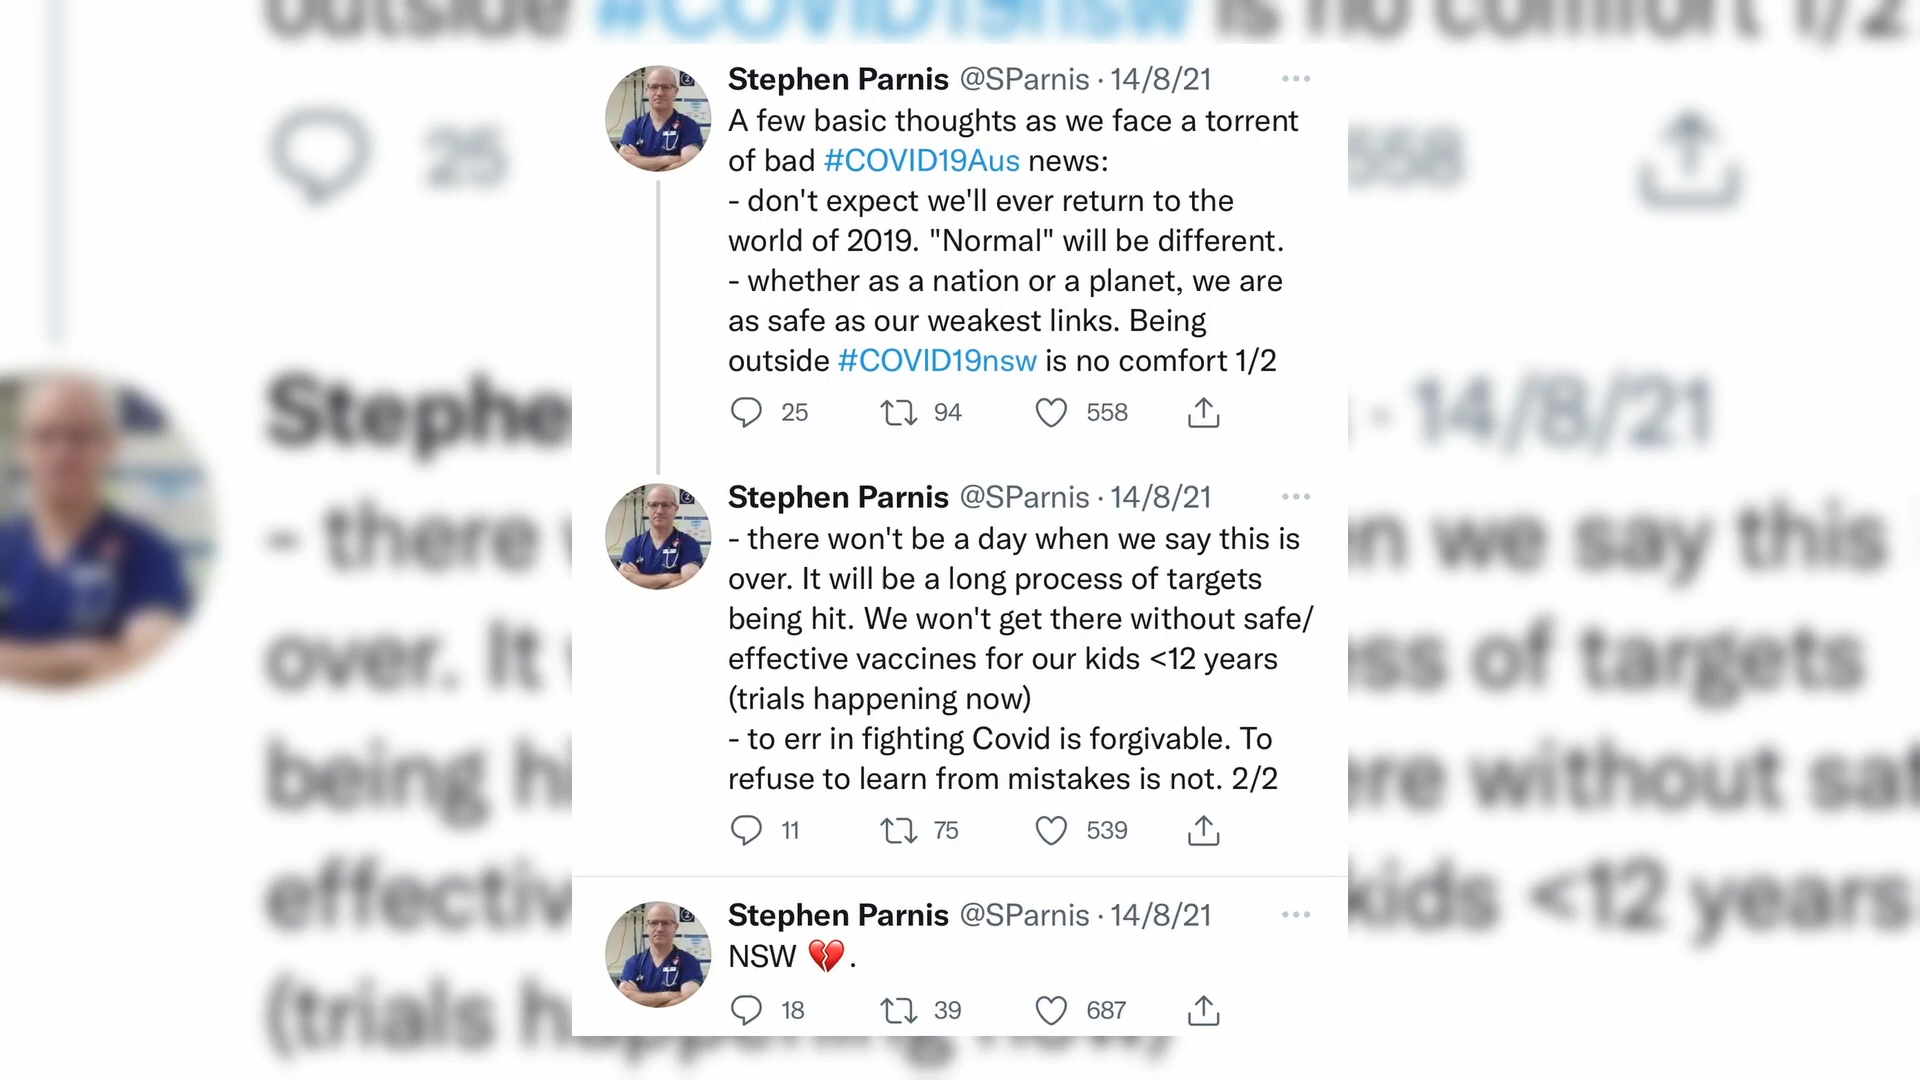 Stephen Parnis @SParnis · 14/8/21
A few basic thoughts as we face a torrent
of bad #COVID19Aus news:
- don't expect we'll ever return to the
world of 2019. "Normal" will be different.
- whether as a nation or a planet, we are
as safe as our weakest links. Being
outside #COVID19nsw is no comfort 1/2
25 94 558
Stephen Parnis @SParnis · 14/8/21
- there won't be a day when we say this is
over. It will be a long process of targets
being hit. We won't get there without safe/
effective vaccines for our kids <12 years
(trials happening now)
- to err in fighting Covid is forgivable. To
refuse to learn from mistakes is not. 2/2
11 75 539
Stephen Parnis @SParnis · 14/8/21
NSW 💔.
18 39 687